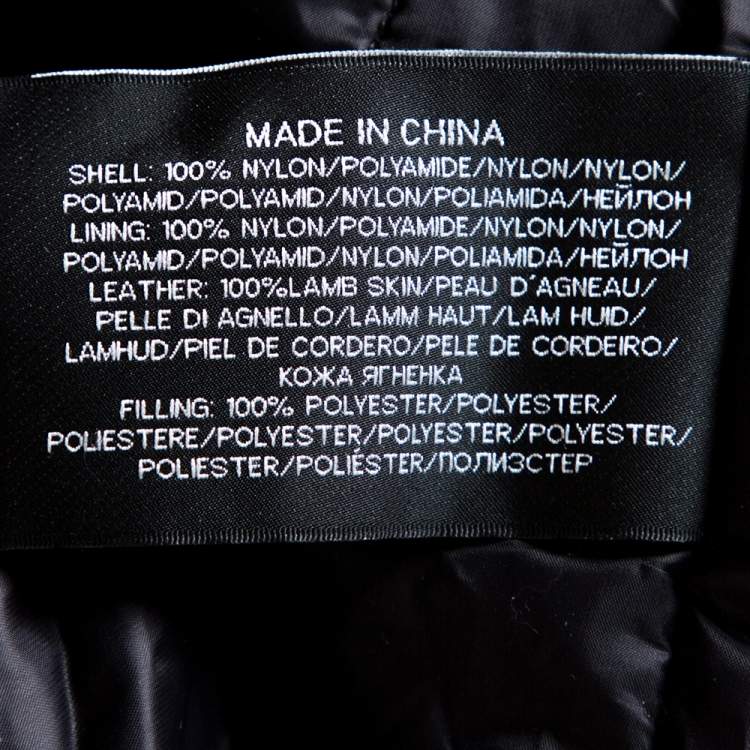 MADE IN CHINA
SHELL: 100% NYLON/POLYAMIDE/NYLON/NYLON/
POLYAMID/POLYAMID/NYLON/POLIAMIDA/НЕЙЛОН
LINING: 100% NYLON/POLYAMIDE/NYLON/NYLON/
POLYAMID/POLYAMID/NYLON/POLIAMIDA/НЕЙЛОН
LEATHER: 100%LAMB SKIN/PEAU D'AGNEAU/
PELLE DI AGNELLO/LAMM HAUT/LAM HUID/
LAMHUD/PIEL DE CORDERO/PELE DE CORDEIRO/
КОЖА ЯГНЕНКА
FILLING: 100% POLYESTER/POLYESTER/
POLIESTERE/POLYESTER/POLYESTER/POLYESTER/
POLIESTER/POLIÉSTER/ПОЛИЗСТЕР